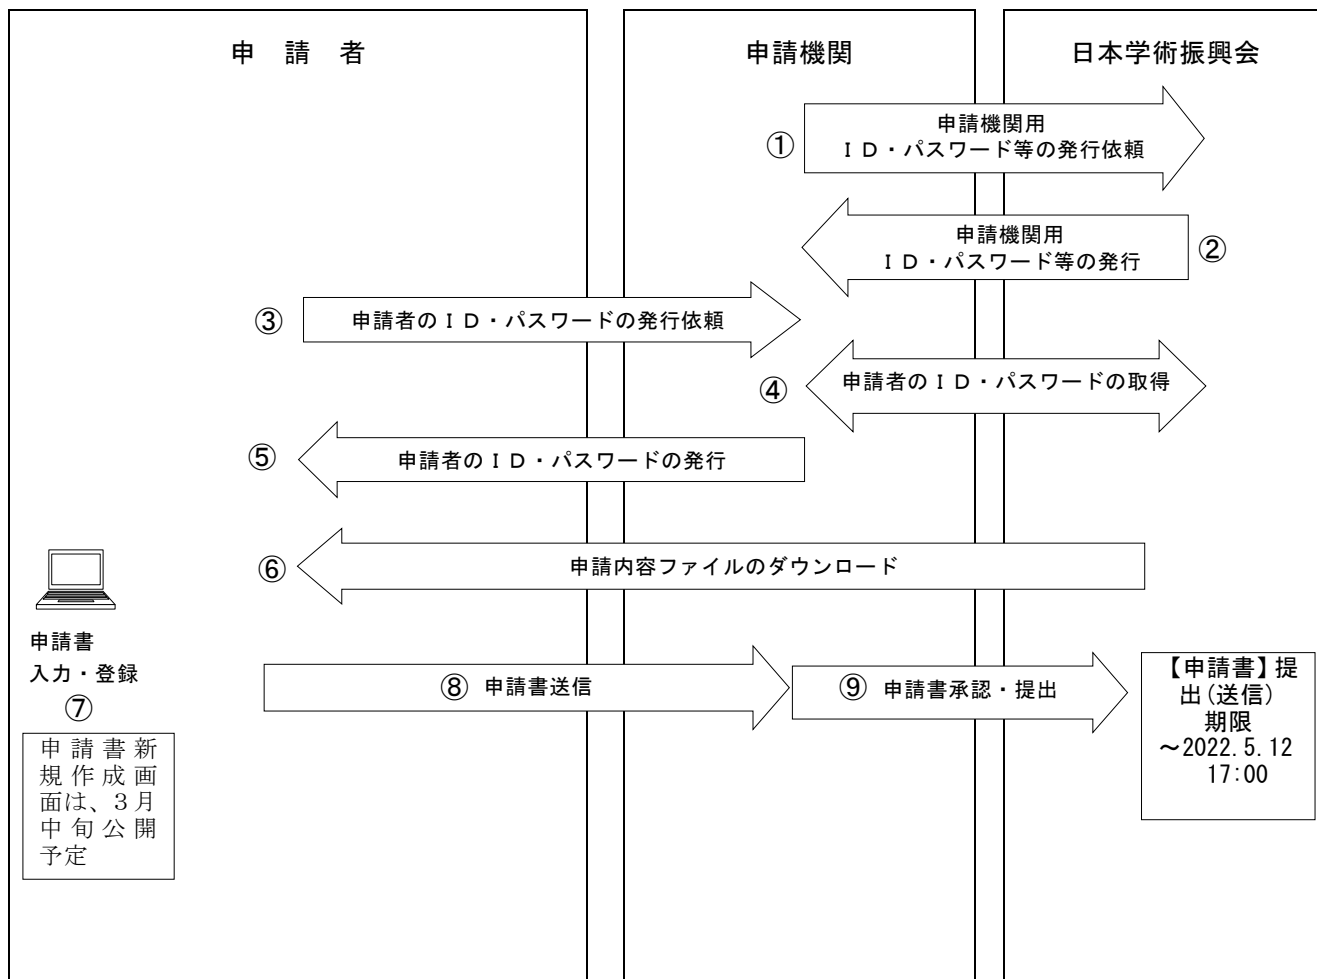 申　請　者
申請機関
日本学術振興会
①
申請機関用
ＩＤ・パスワード等の発行依頼
申請機関用
ＩＤ・パスワード等の発行
②
③
申請者のＩＤ・パスワードの発行依頼
④
申請者のＩＤ・パスワードの取得
⑤
申請者のＩＤ・パスワードの発行
⑥
申請内容ファイルのダウンロード
申請書
入力・登録
⑦
申請書新
規作成画
面は、３月
中旬公開
予定
⑧ 申請書送信
⑨ 申請書承認・提出
【申請書】提
出(送信)
期限
～2022.5.12
17:00